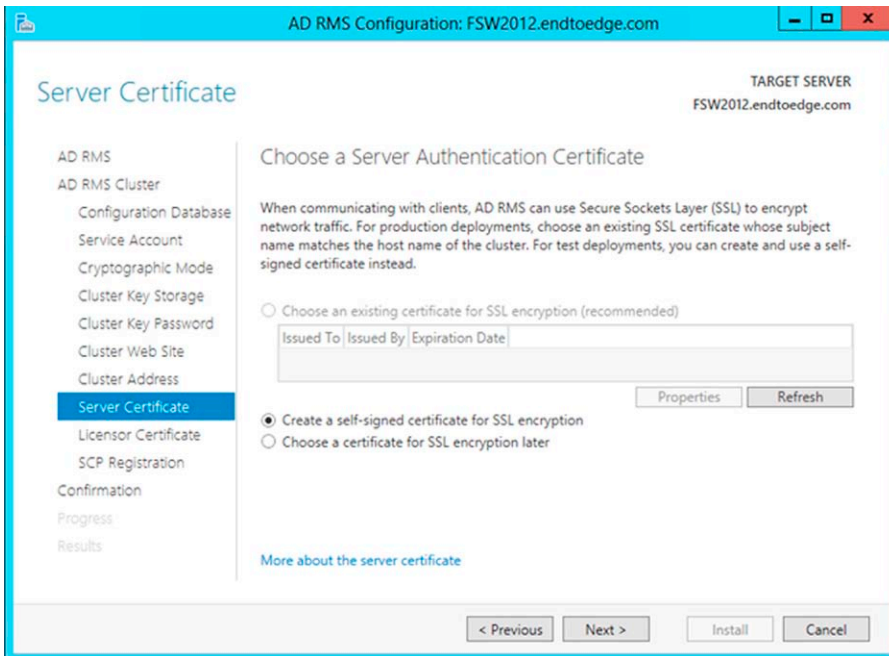 AD RMS Configuration: FSW2012.endtoedge.com
Server Certificate
TARGET SERVER
FSW2012.endtoedge.com
AD RMS
AD RMS Cluster
Configuration Database
Service Account
Cryptographic Mode
Cluster Key Storage
Cluster Key Password
Cluster Web Site
Cluster Address
Server Certificate
Licensor Certificate
SCP Registration
Confirmation
Progress
Results
Choose a Server Authentication Certificate
When communicating with clients, AD RMS can use Secure Sockets Layer (SSL) to encrypt
network traffic. For production deployments, choose an existing SSL certificate whose subject
name matches the host name of the cluster. For test deployments, you can create and use a self-
signed certificate instead.
Choose an existing certificate for SSL encryption (recommended)
Issued To Issued By Expiration Date
Properties Refresh
Create a self-signed certificate for SSL encryption
Choose a certificate for SSL encryption later
More about the server certificate
< Previous Next > Install Cancel